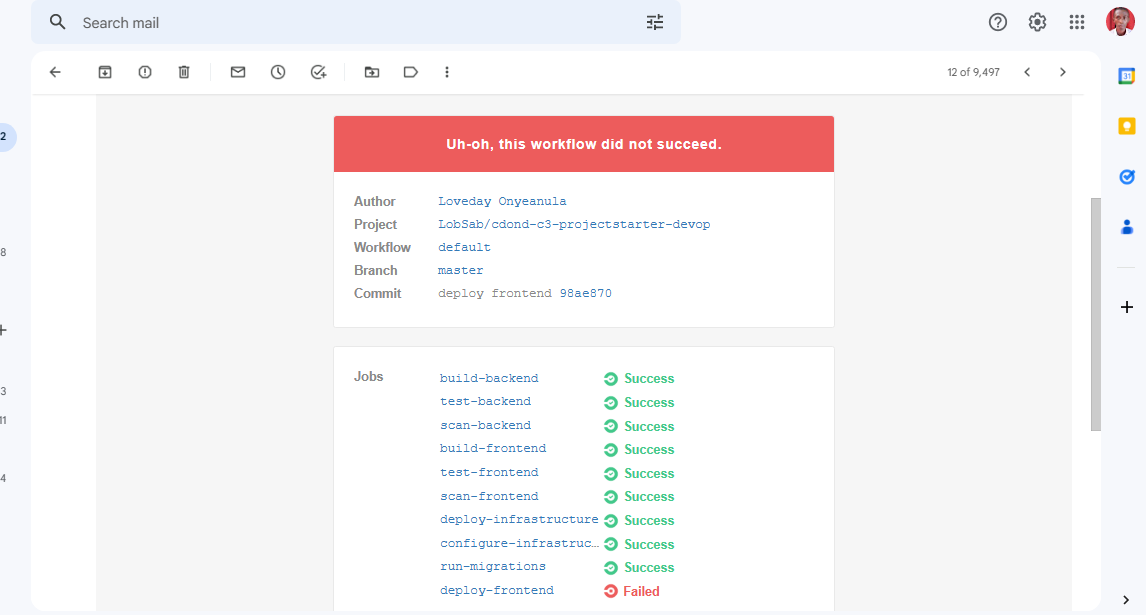 Search mail
12 of 9,497
31
2
8
3
11
4
Uh-oh, this workflow did not succeed.
Author Loveday Onyeanula
Project LobSab/cdond-c3-projectstarter-devop
Workflow default
Branch master
Commit deploy frontend 98ae870
Jobs build-backend Success
test-backend Success
scan-backend Success
build-frontend Success
test-frontend Success
scan-frontend Success
deploy-infrastructure Success
configure-infrastruc… Success
run-migrations Success
deploy-frontend Failed